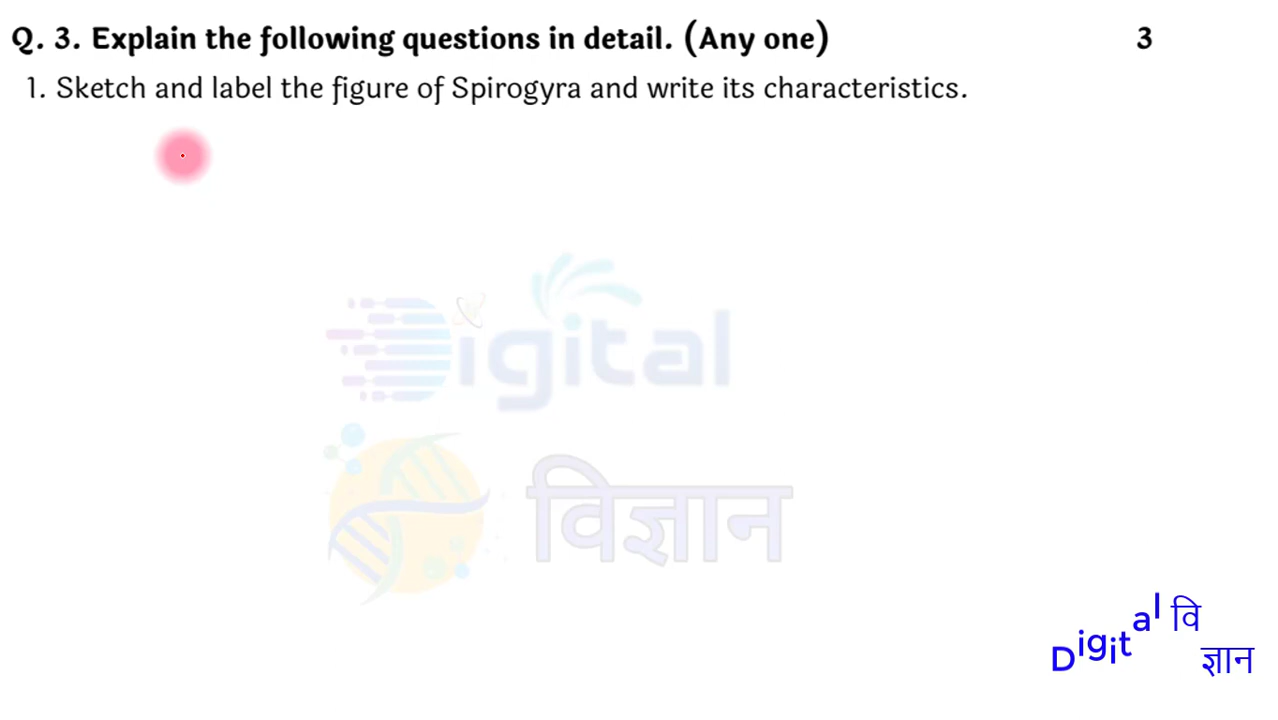 Q. 3. Explain the following questions in detail. (Any one) 3
1. Sketch and label the figure of Spirogyra and write its characteristics.
Digital
विज्ञान
Digital विज्ञान